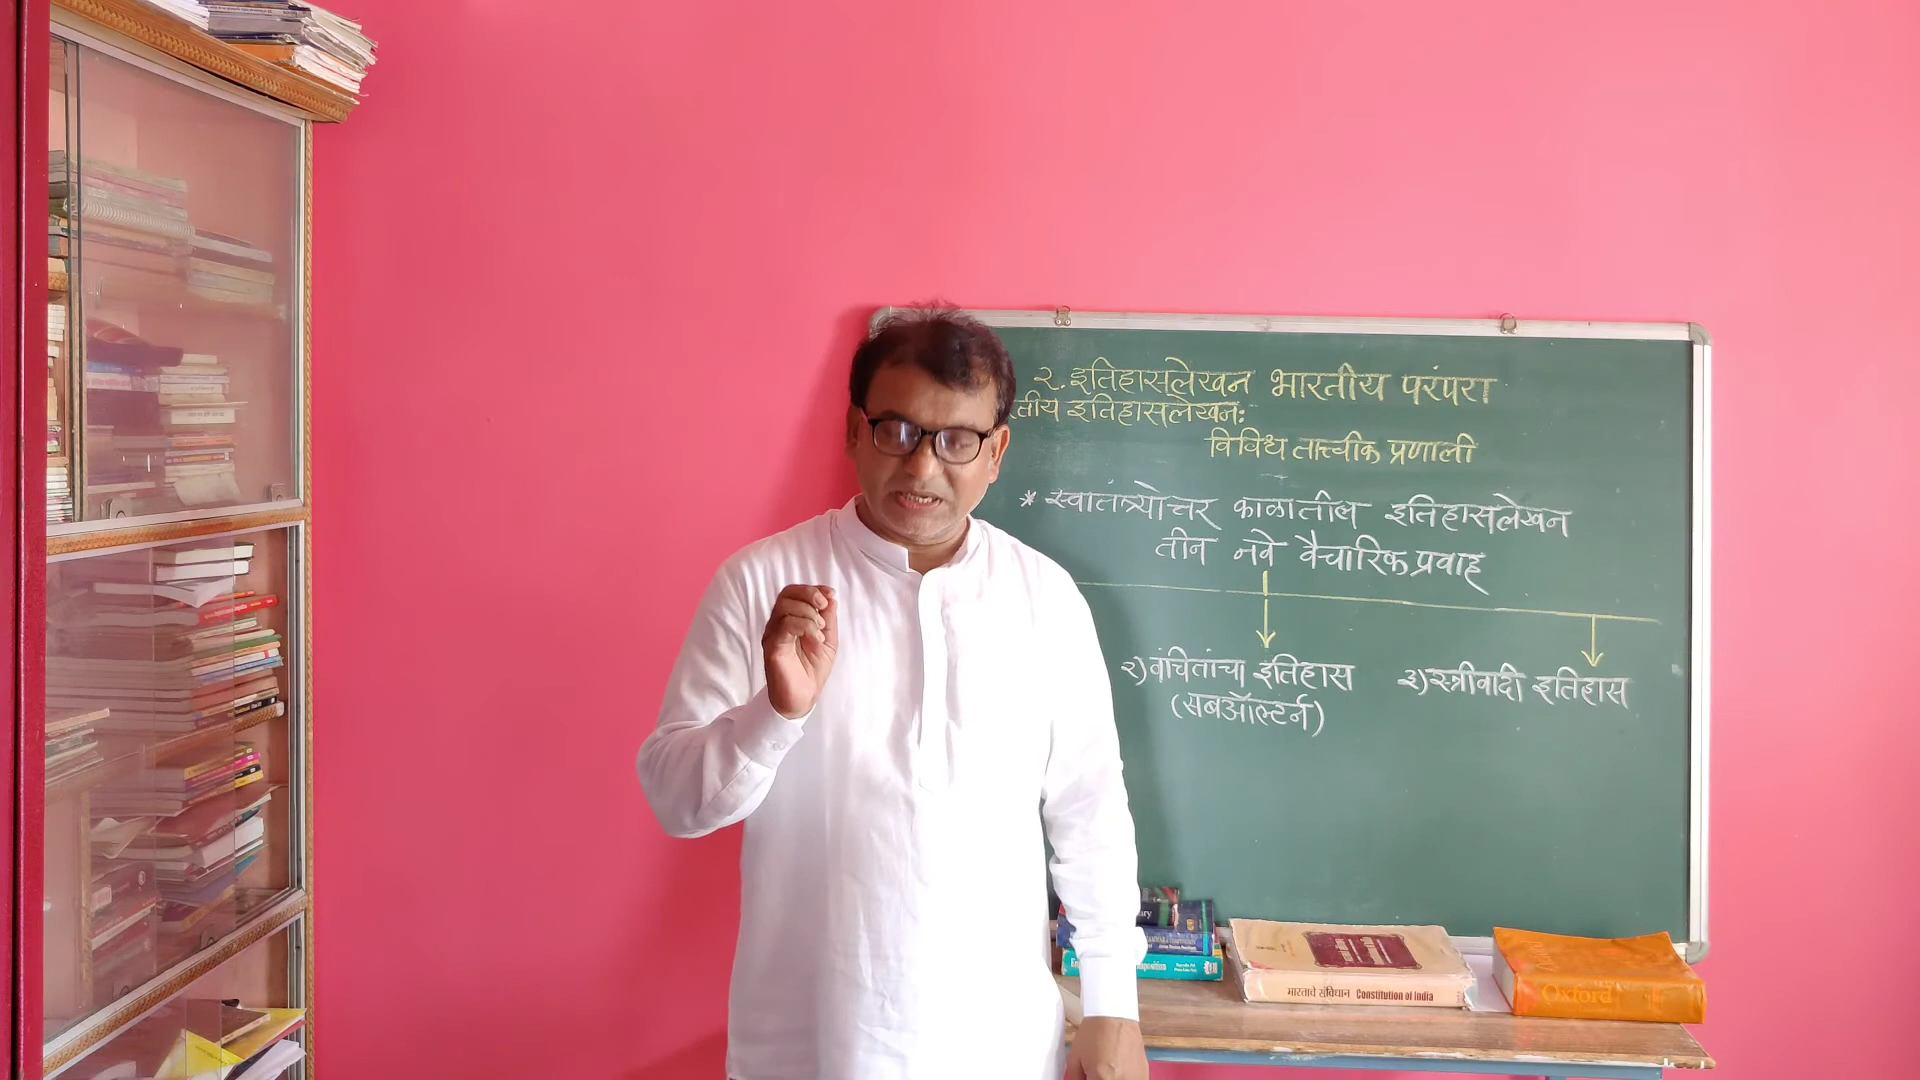 २. इतिहासलेखन भारतीय परंपरा
तीय इतिहासलेखन:
विविध तात्त्वीक प्रणाली
* स्वातंत्र्योत्तर काळातील इतिहासलेखन
तीन नवे वैचारिक प्रवाह
२) वंचितांचा इतिहास
(सबऑल्टर्न)
३) स्त्रीवादी इतिहास
भारताचे संविधान Constitution of India
Oxford